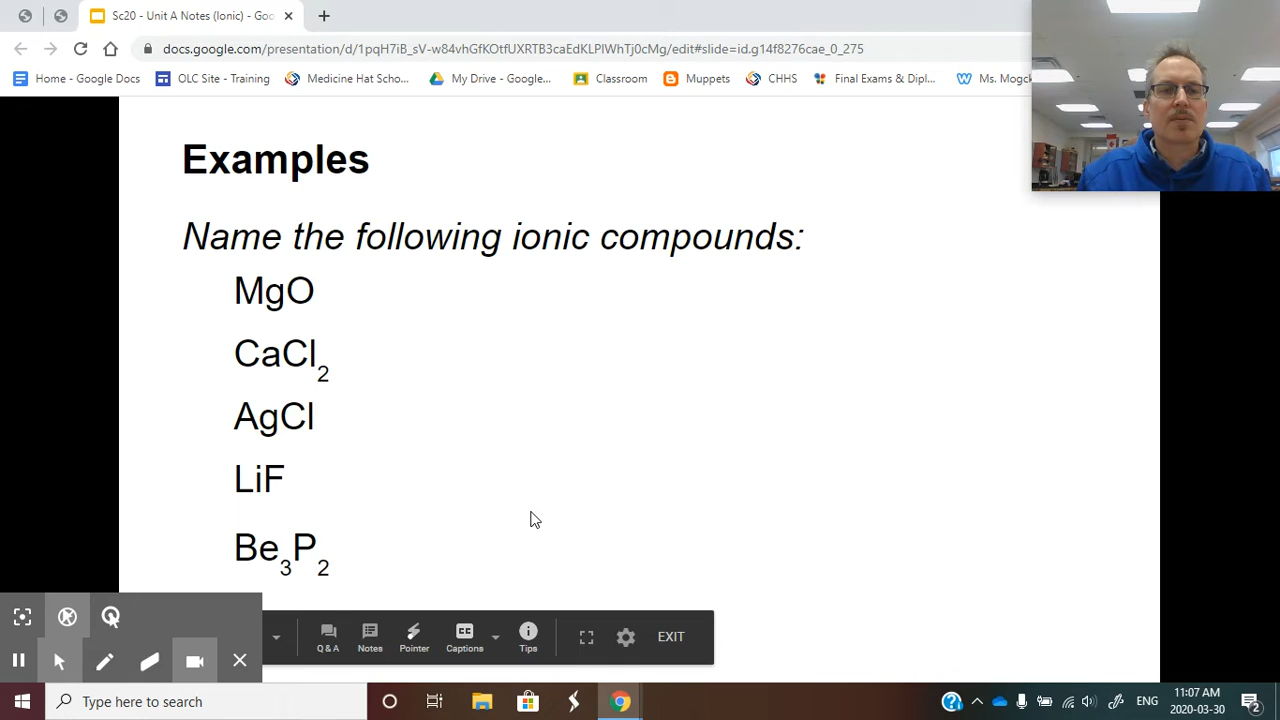 Sc20 - Unit A Notes (Ionic) - Goo
docs.google.com/presentation/d/1pqH7iB_sV-w84vhGfKOtfUXRTB3caEdKLPlWhTj0cMg/edit#slide=id.g14f8276cae_0_275
Home - Google Docs OLC Site - Training Medicine Hat Scho... My Drive - Google... Classroom Muppets CHHS Final Exams & Dipl... Ms. Mogck
Examples
Name the following ionic compounds:
MgO
CaCl₂
AgCl
LiF
Be₃P₂
Q & A Notes Pointer Captions Tips EXIT
Type here to search
ENG
11:07 AM
2020-03-30
2